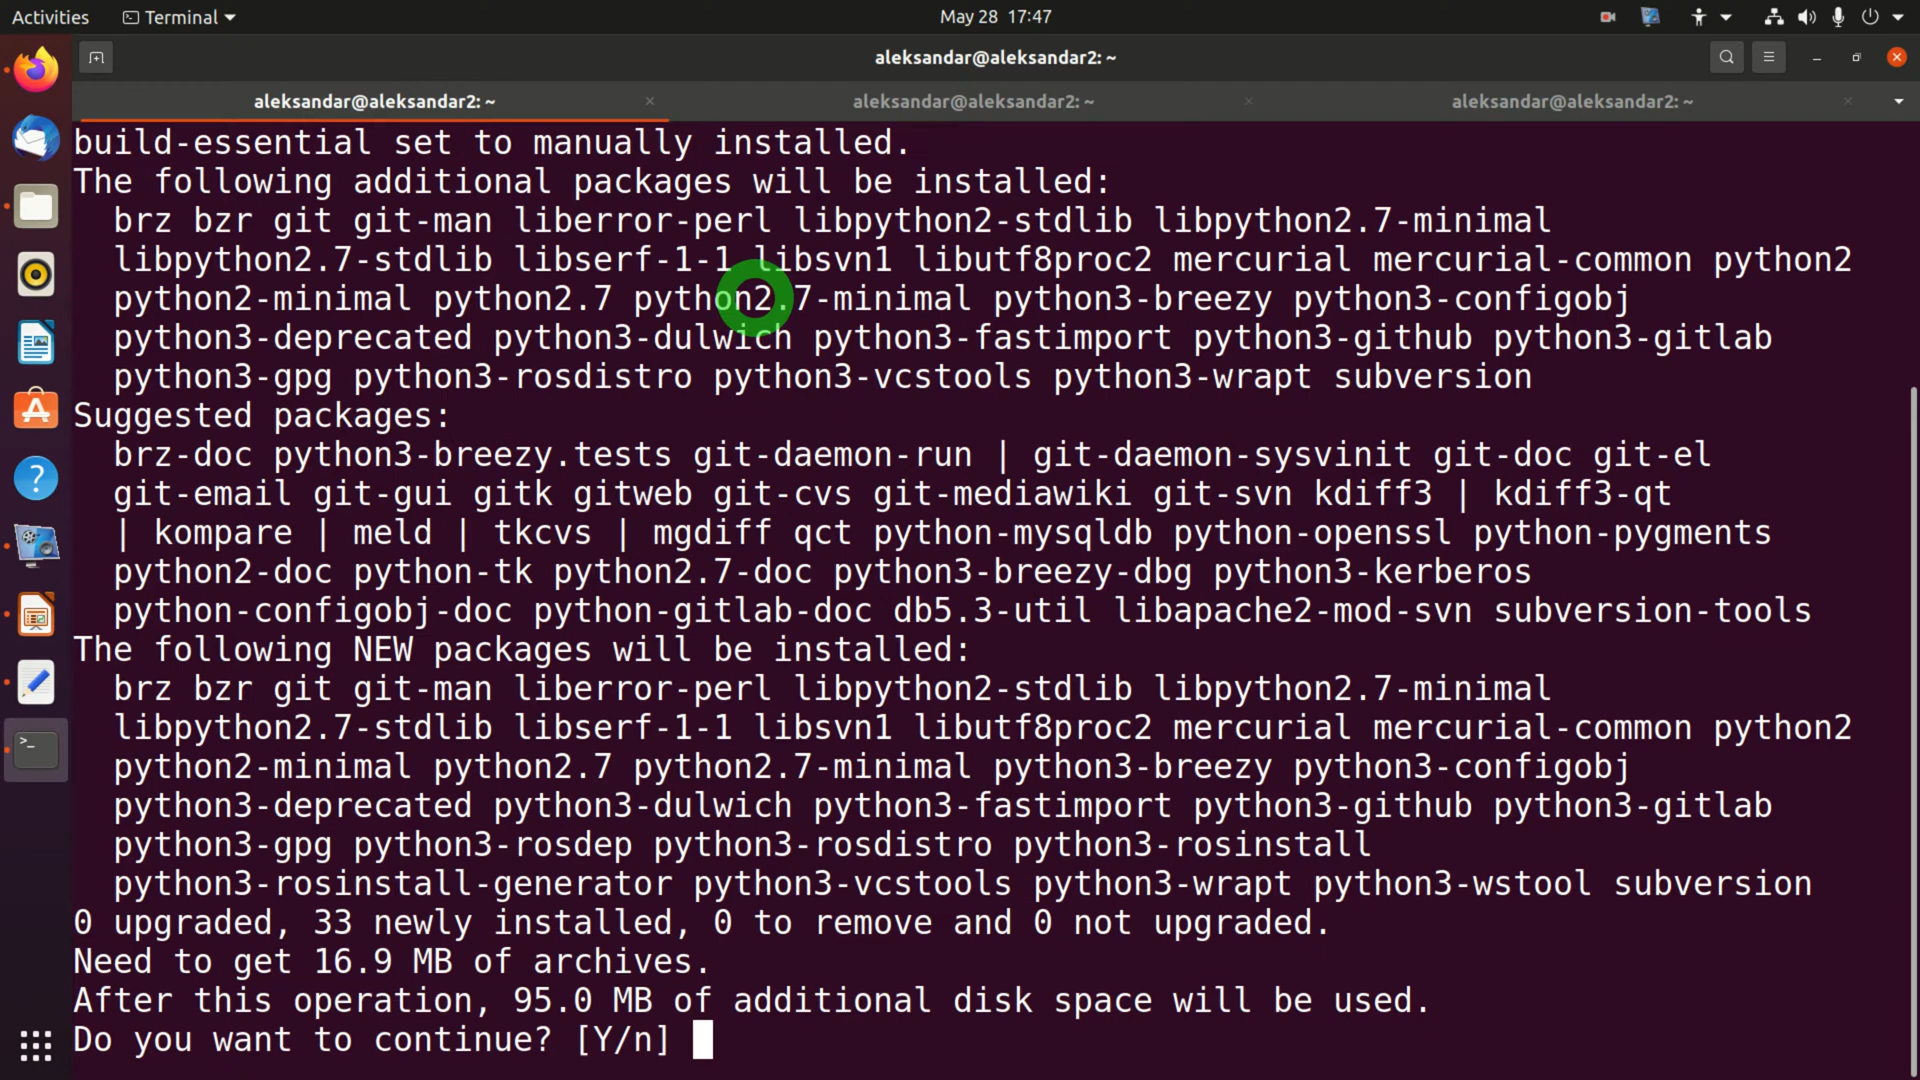 Activities
Terminal
May 28 17:47
aleksandar@aleksandar2: ~
aleksandar@aleksandar2: ~
aleksandar@aleksandar2: ~
aleksandar@aleksandar2: ~
build-essential set to manually installed.
The following additional packages will be installed:
brz bzr git git-man liberror-perl libpython2-stdlib libpython2.7-minimal
libpython2.7-stdlib libserf-1-1 libsvn1 libutf8proc2 mercurial mercurial-common python2
python2-minimal python2.7 python2.7-minimal python3-breezy python3-configobj
python3-deprecated python3-dulwich python3-fastimport python3-github python3-gitlab
python3-gpg python3-rosdistro python3-vcstools python3-wrapt subversion
Suggested packages:
brz-doc python3-breezy.tests git-daemon-run | git-daemon-sysvinit git-doc git-el
git-email git-gui gitk gitweb git-cvs git-mediawiki git-svn kdiff3 | kdiff3-qt
| kompare | meld | tkcvs | mgdiff qct python-mysqldb python-openssl python-pygments
python2-doc python-tk python2.7-doc python3-breezy-dbg python3-kerberos
python-configobj-doc python-gitlab-doc db5.3-util libapache2-mod-svn subversion-tools
The following NEW packages will be installed:
brz bzr git git-man liberror-perl libpython2-stdlib libpython2.7-minimal
libpython2.7-stdlib libserf-1-1 libsvn1 libutf8proc2 mercurial mercurial-common python2
python2-minimal python2.7 python2.7-minimal python3-breezy python3-configobj
python3-deprecated python3-dulwich python3-fastimport python3-github python3-gitlab
python3-gpg python3-rosdep python3-rosdistro python3-rosinstall
python3-rosinstall-generator python3-vcstools python3-wrapt python3-wstool subversion
0 upgraded, 33 newly installed, 0 to remove and 0 not upgraded.
Need to get 16.9 MB of archives.
After this operation, 95.0 MB of additional disk space will be used.
Do you want to continue? [Y/n]